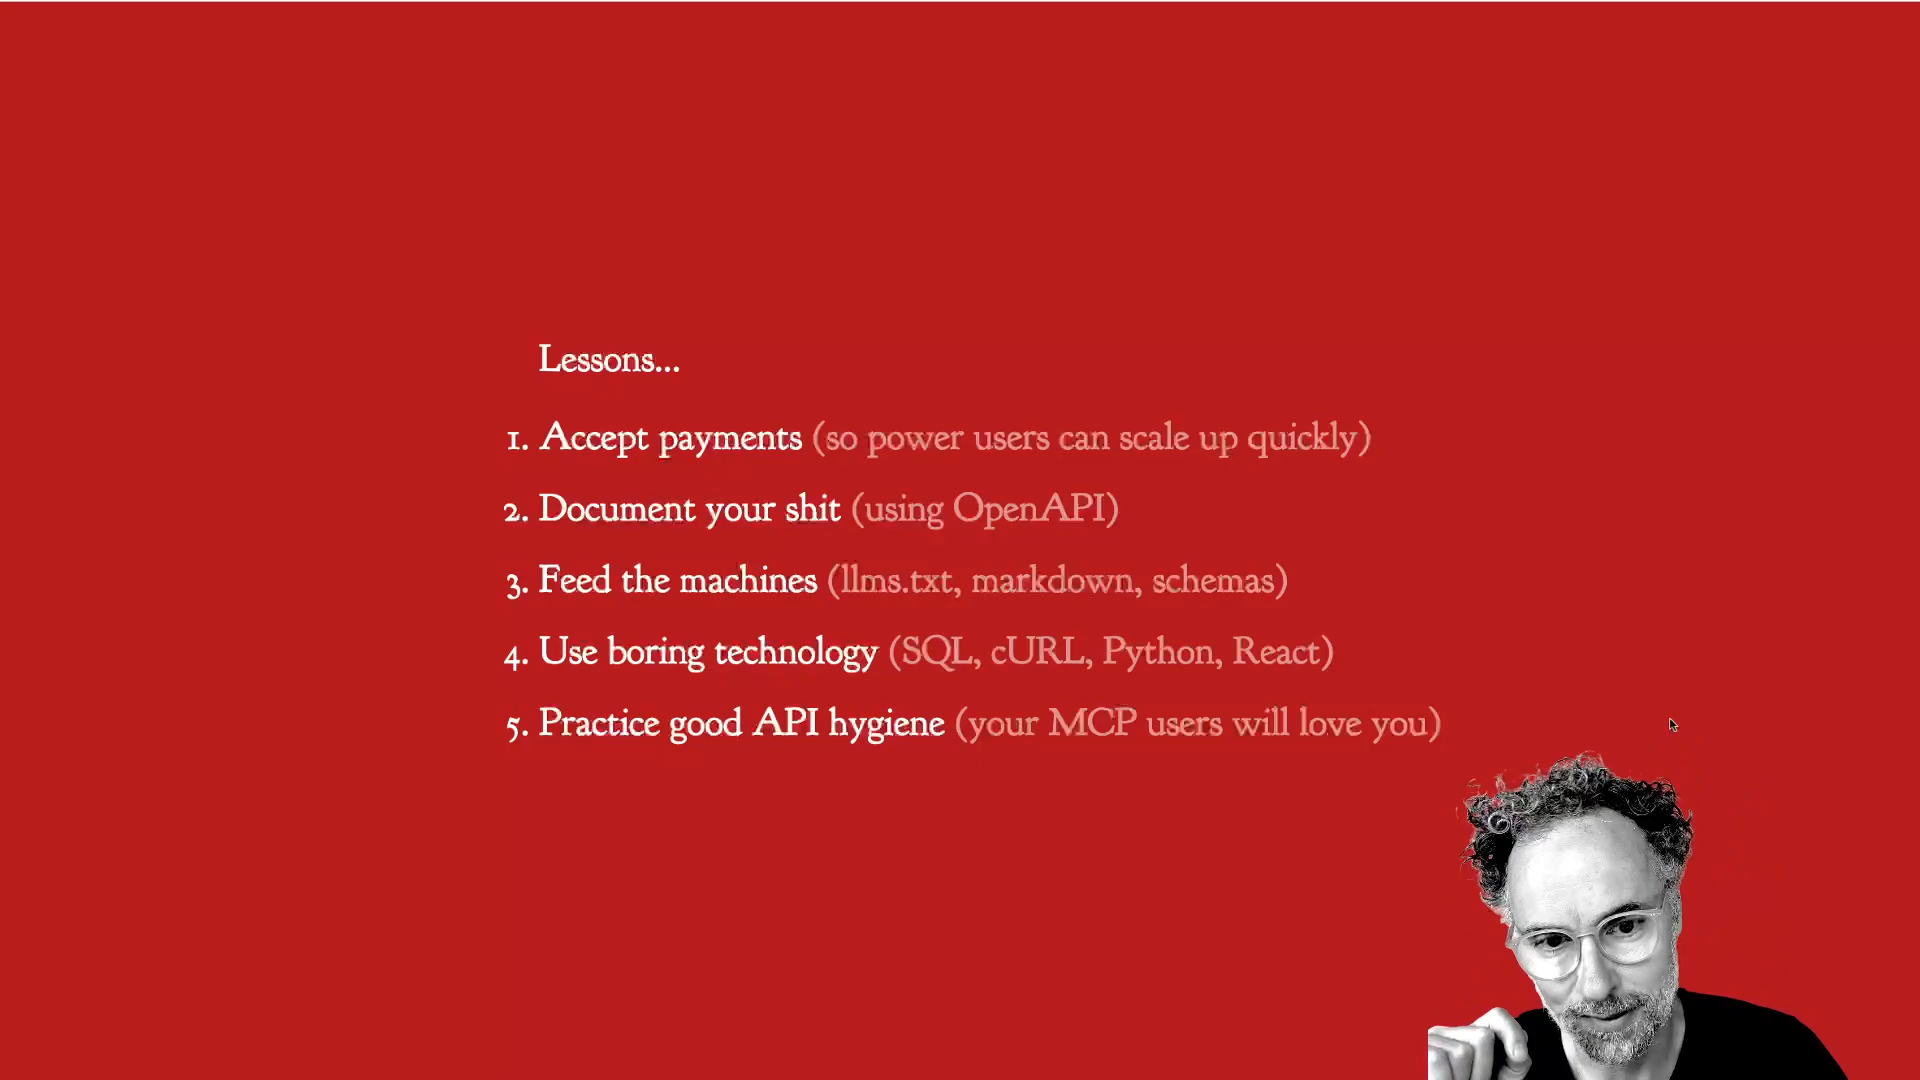 Lessons...
1. Accept payments (so power users can scale up quickly)
2. Document your shit (using OpenAPI)
3. Feed the machines (llms.txt, markdown, schemas)
4. Use boring technology (SQL, cURL, Python, React)
5. Practice good API hygiene (your MCP users will love you)